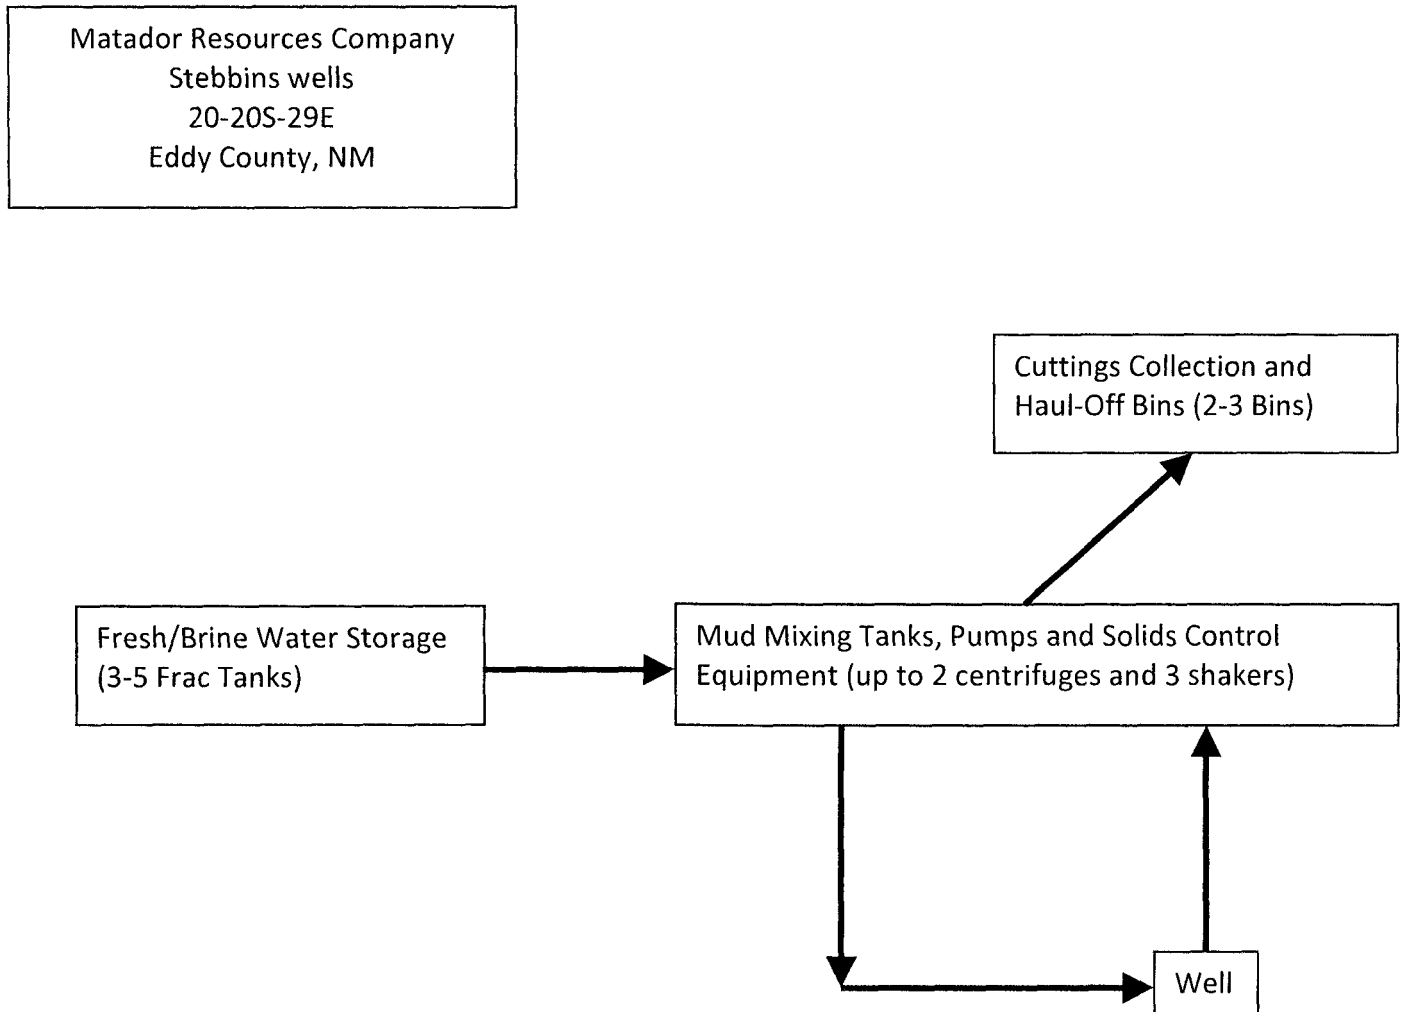 Matador Resources Company
Stebbins wells
20-20S-29E
Eddy County, NM
Cuttings Collection and
Haul-Off Bins (2-3 Bins)
Fresh/Brine Water Storage
(3-5 Frac Tanks)
Mud Mixing Tanks, Pumps and Solids Control
Equipment (up to 2 centrifuges and 3 shakers)
Well